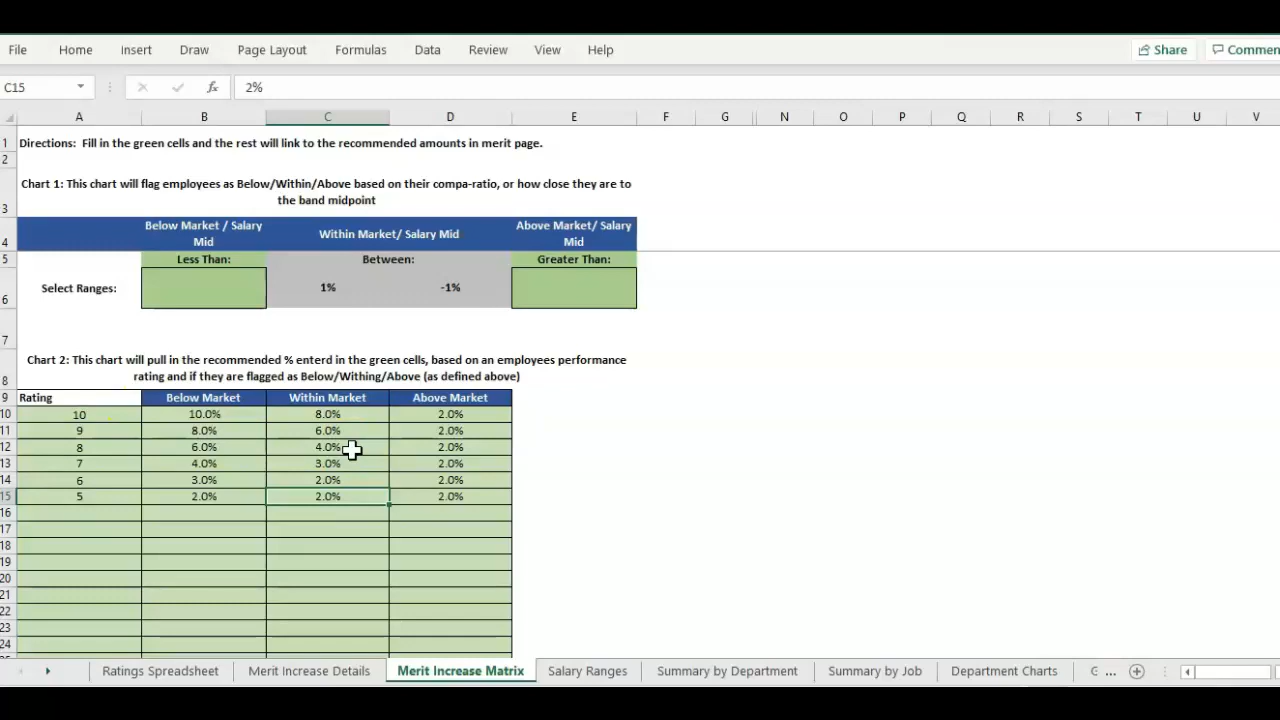 File Home Insert Draw Page Layout Formulas Data Review View Help Share Commen
C15 fx 2%
A B C D E F G N O P Q R S T U V
1 Directions: Fill in the green cells and the rest will link to the recommended amounts in merit page.
2
Chart 1: This chart will flag employees as Below/Within/Above based on their compa-ratio, or how close they are to
3 the band midpoint
Below Market / Salary Above Market/ Salary
4 Mid Within Market/ Salary Mid Mid
5 Less Than: Between: Greater Than:
6 Select Ranges: 1% -1%
7
Chart 2: This chart will pull in the recommended % enterd in the green cells, based on an employees performance
8 rating and if they are flagged as Below/Withing/Above (as defined above)
9 Rating Below Market Within Market Above Market
10 10 10.0% 8.0% 2.0%
11 9 8.0% 6.0% 2.0%
12 8 6.0% 4.0% 2.0%
13 7 4.0% 3.0% 2.0%
14 6 3.0% 2.0% 2.0%
15 5 2.0% 2.0% 2.0%
16
17
18
19
20
21
22
23
24
Ratings Spreadsheet Merit Increase Details Merit Increase Matrix Salary Ranges Summary by Department Summary by Job Department Charts ...